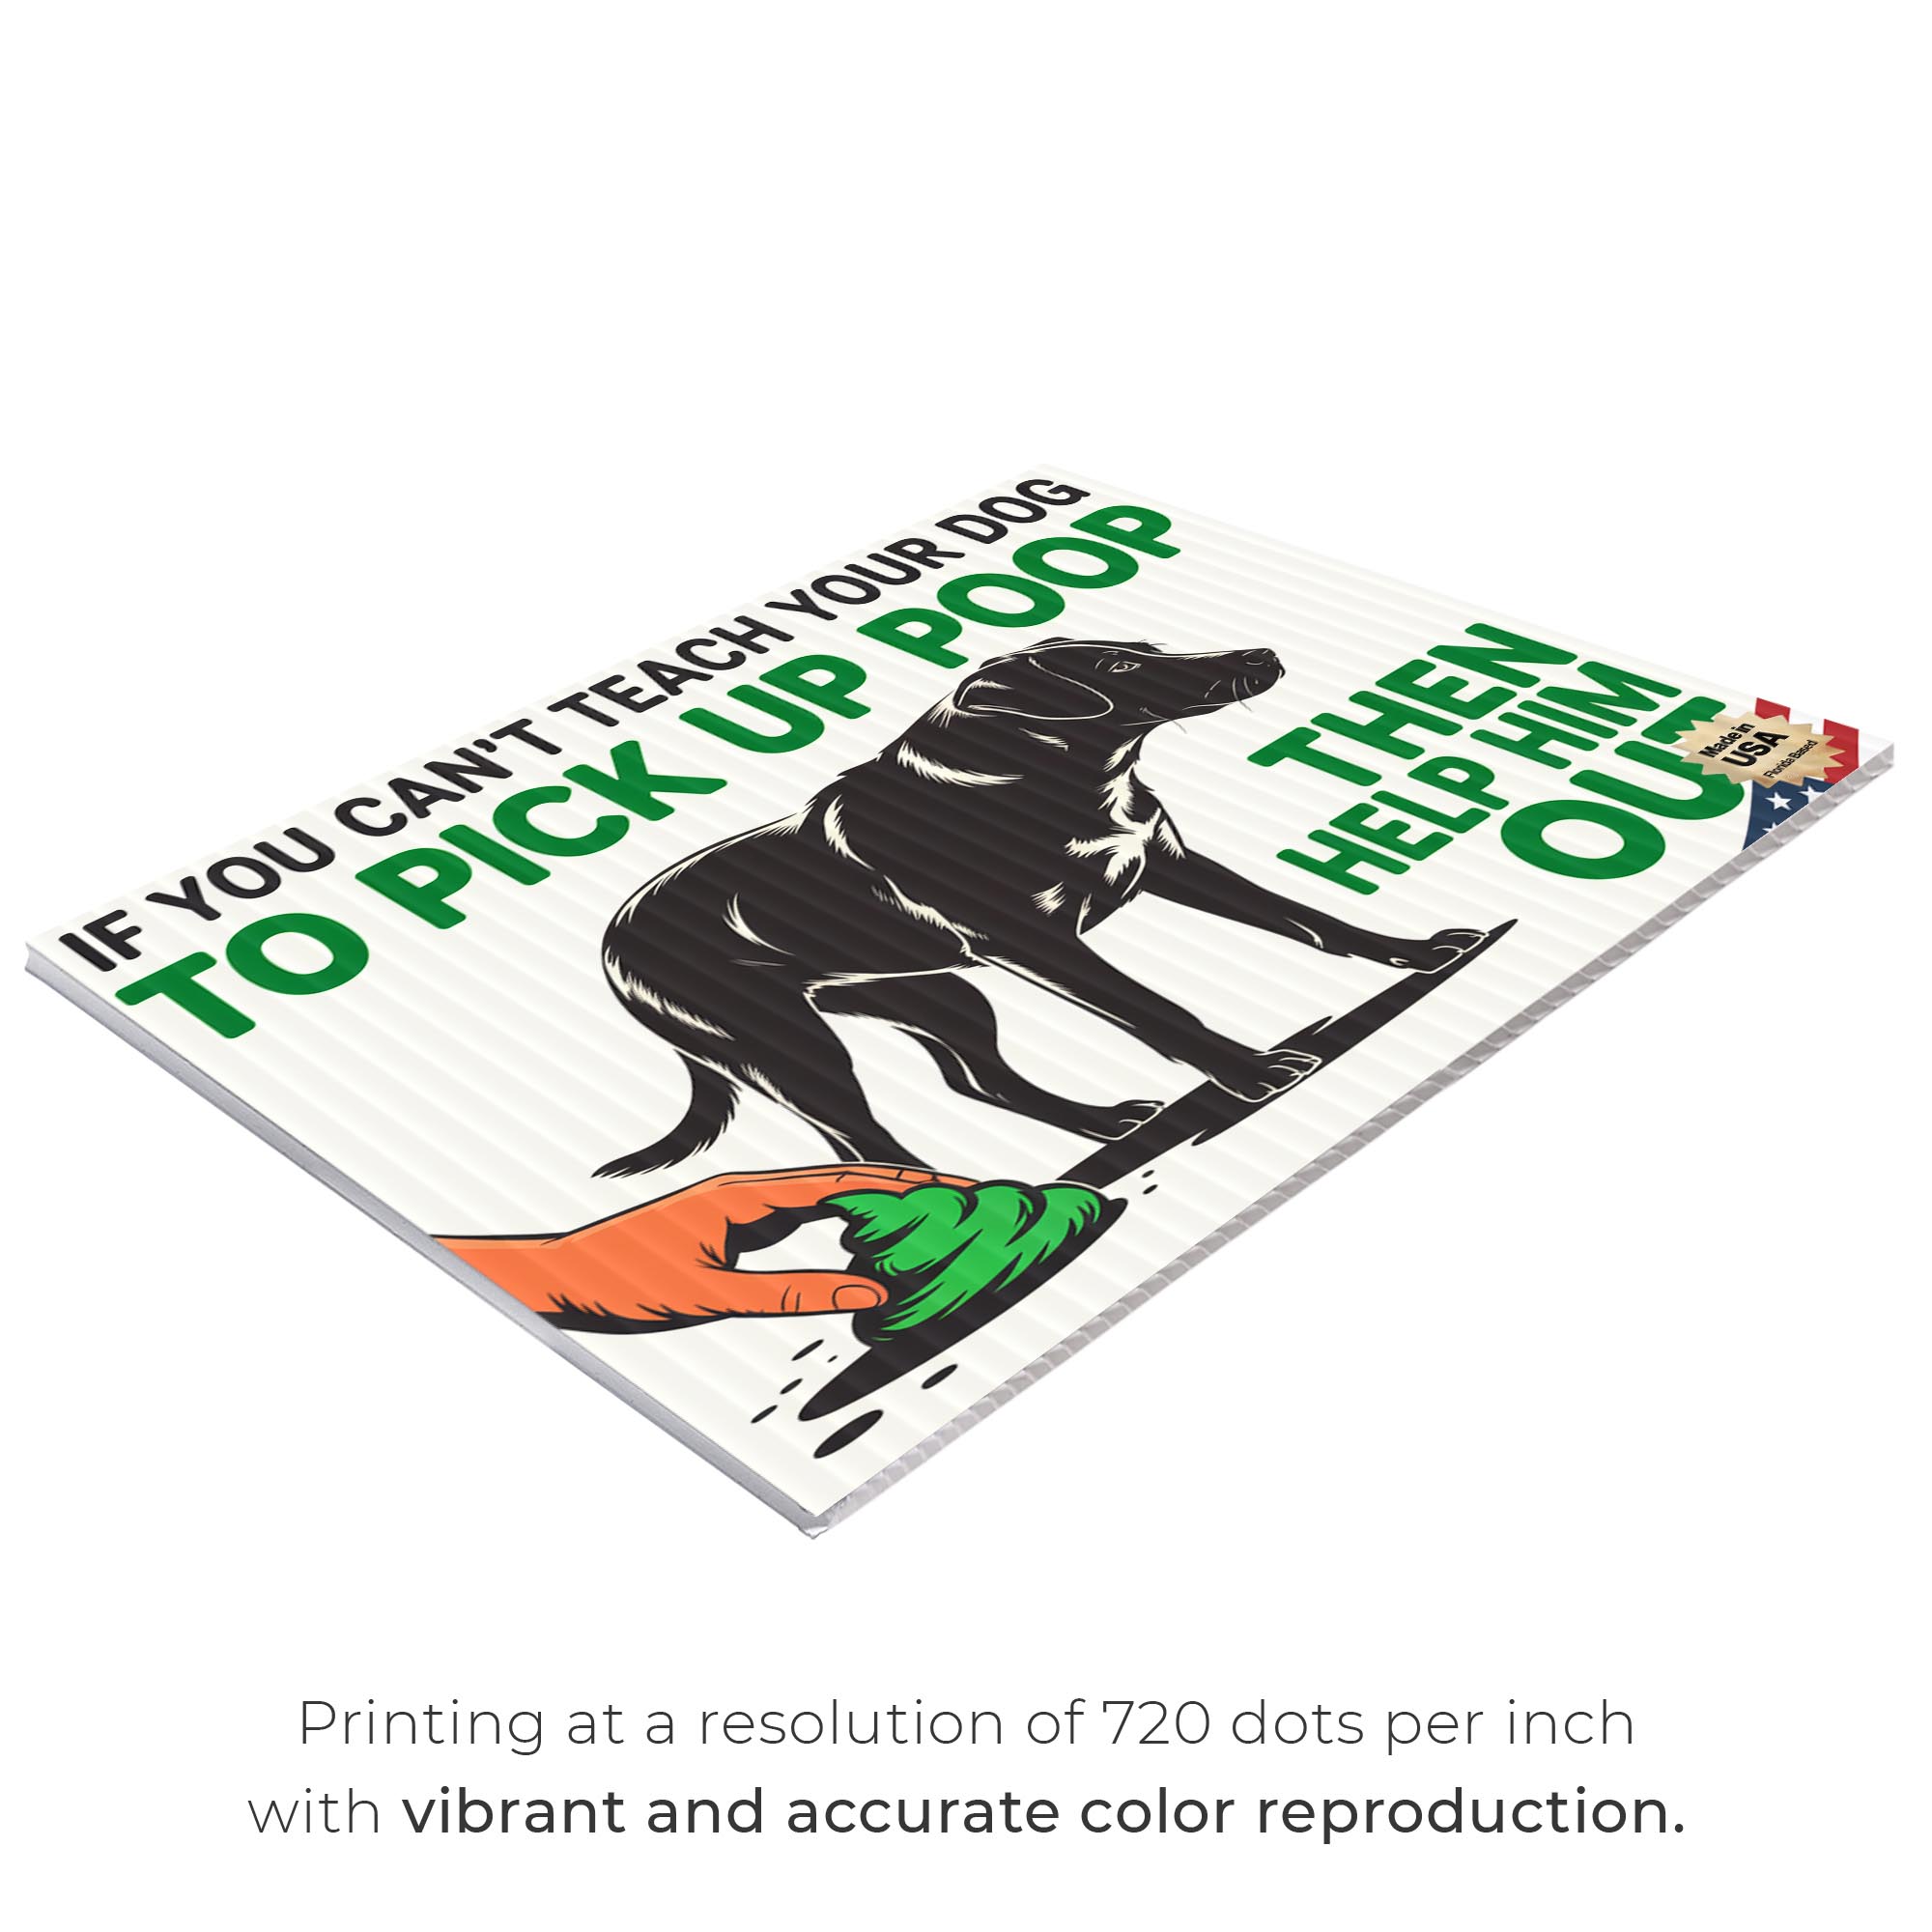 IF YOU CAN'T TEACH YOUR DOG
TO PICK UP POOP
THEN
HELP HIM
OUT
Made in
USA
Florida Based
Printing at a resolution of 720 dots per inch
with vibrant and accurate color reproduction.